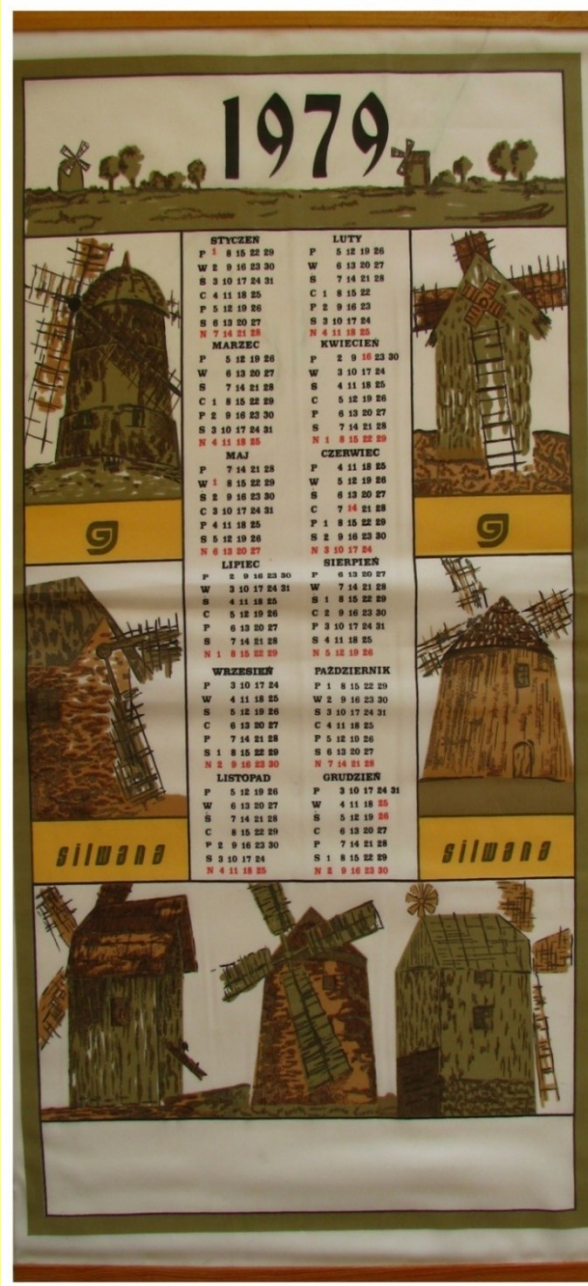 1979
STYCZEŃ
P 1 8 15 22 29
W 2 9 16 23 30
S 3 10 17 24 31
C 4 11 18 25
P 5 12 19 26
S 6 13 20 27
N 7 14 21 28
LUTY
P 5 12 19 26
W 6 13 20 27
S 7 14 21 28
C 1 8 15 22
P 2 9 16 23
S 3 10 17 24
N 4 11 18 25
MARZEC
P 5 12 19 26
W 6 13 20 27
S 7 14 21 28
C 1 8 15 22 29
P 2 9 16 23 30
S 3 10 17 24 31
N 4 11 18 25
KWIECIEŃ
P 2 9 16 23 30
W 3 10 17 24
S 4 11 18 25
C 5 12 19 26
P 6 13 20 27
S 7 14 21 28
N 1 8 15 22 29
MAJ
P 7 14 21 28
W 1 8 15 22 29
S 2 9 16 23 30
C 3 10 17 24 31
P 4 11 18 25
S 5 12 19 26
N 6 13 20 27
CZERWIEC
P 4 11 18 25
W 5 12 19 26
S 6 13 20 27
C 7 14 21 28
P 1 8 15 22 29
S 2 9 16 23 30
N 3 10 17 24
LIPIEC
P 2 9 16 23 30
W 3 10 17 24 31
S 4 11 18 25
C 5 12 19 26
P 6 13 20 27
S 7 14 21 28
N 1 8 15 22 29
SIERPIEŃ
P 6 13 20 27
W 7 14 21 28
S 1 8 15 22 29
C 2 9 16 23 30
P 3 10 17 24 31
S 4 11 18 25
N 5 12 19 26
WRZESIEŃ
P 3 10 17 24
W 4 11 18 25
S 5 12 19 26
C 6 13 20 27
P 7 14 21 28
S 1 8 15 22 29
N 2 9 16 23 30
PAŹDZIERNIK
P 1 8 15 22 29
W 2 9 16 23 30
S 3 10 17 24 31
C 4 11 18 25
P 5 12 19 26
S 6 13 20 27
N 7 14 21 28
LISTOPAD
P 5 12 19 26
W 6 13 20 27
S 7 14 21 28
C 8 15 22 29
P 2 9 16 23 30
S 3 10 17 24
N 4 11 18 25
GRUDZIEŃ
P 3 10 17 24 31
W 4 11 18 25
S 5 12 19 26
C 6 13 20 27
P 7 14 21 28
S 1 8 15 22 29
N 2 9 16 23 30
silwana
silwana